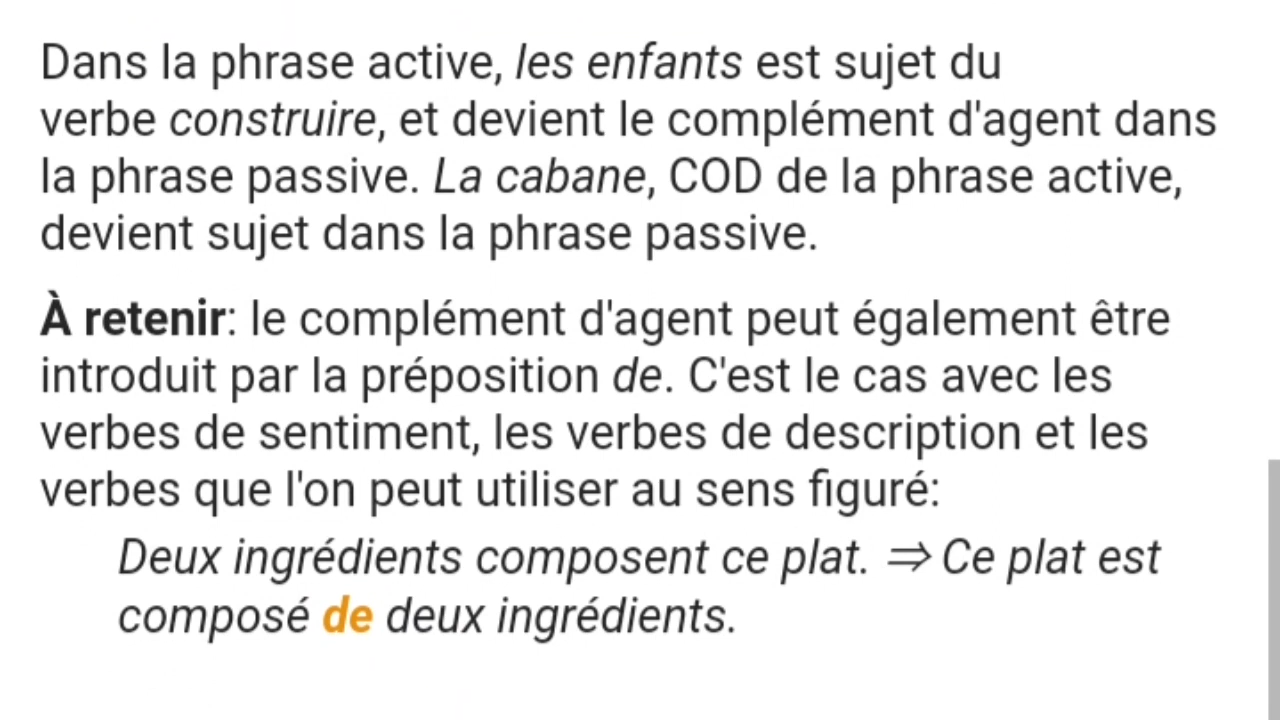 Dans la phrase active, les enfants est sujet du
verbe construire, et devient le complément d'agent dans
la phrase passive. La cabane, COD de la phrase active,
devient sujet dans la phrase passive.
À retenir: le complément d'agent peut également être
introduit par la préposition de. C'est le cas avec les
verbes de sentiment, les verbes de description et les
verbes que l'on peut utiliser au sens figuré:
Deux ingrédients composent ce plat. ⇒ Ce plat est
composé de deux ingrédients.